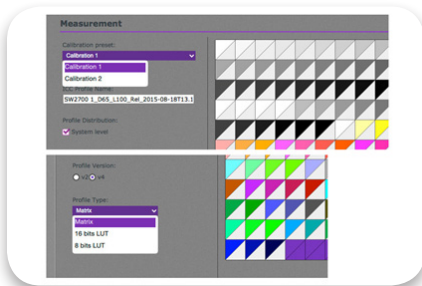 Measurement
Calibration preset:
Calibration 1
Calibration 1
Calibration 2
ICC Profile Name:
SW2700 1_D65_L100_Rel_2015-08-18T13.1
Profile Distribution:
System level
Profile Version:
v2 v4
Profile Type:
Matrix
Matrix
16 bits LUT
8 bits LUT